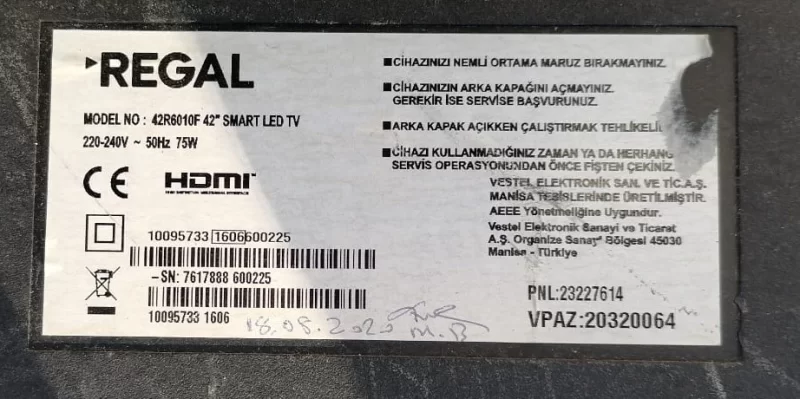 REGAL
MODEL NO : 42R6010F 42" SMART LED TV
220-240V ~ 50Hz 75W
CE HDMI
10095733 1606600225
-SN: 7617888 600225
10095733 1606
18.08.2020
■CİHAZINIZI NEMLİ ORTAMA MARUZ BIRAKMAYINIZ.
■CİHAZINIZIN ARKA KAPAĞINI AÇMAYINIZ.
GEREKİR İSE SERVİSE BAŞVURUNUZ.
■ARKA KAPAK AÇIKKEN ÇALIŞTIRMAK TEHLİKELİ
■CİHAZI KULLANMADIĞINIZ ZAMAN YA DA HERHANG
SERVİS OPERASYONUNDAN ÖNCE FİŞTEN ÇEKİNİZ.
VESTEL ELEKTRONİK SAN. VE TİC.A.Ş.
MANİSA TESİSLERİNDE ÜRETİLMİŞTİR.
AEEE Yönetmeliğine Uygundur.
Vestel Elektronik Sanayi ve Ticaret
A.Ş. Organize Sanayi Bölgesi 45030
Manisa - Türkiye
PNL:23227614
VPAZ:20320064